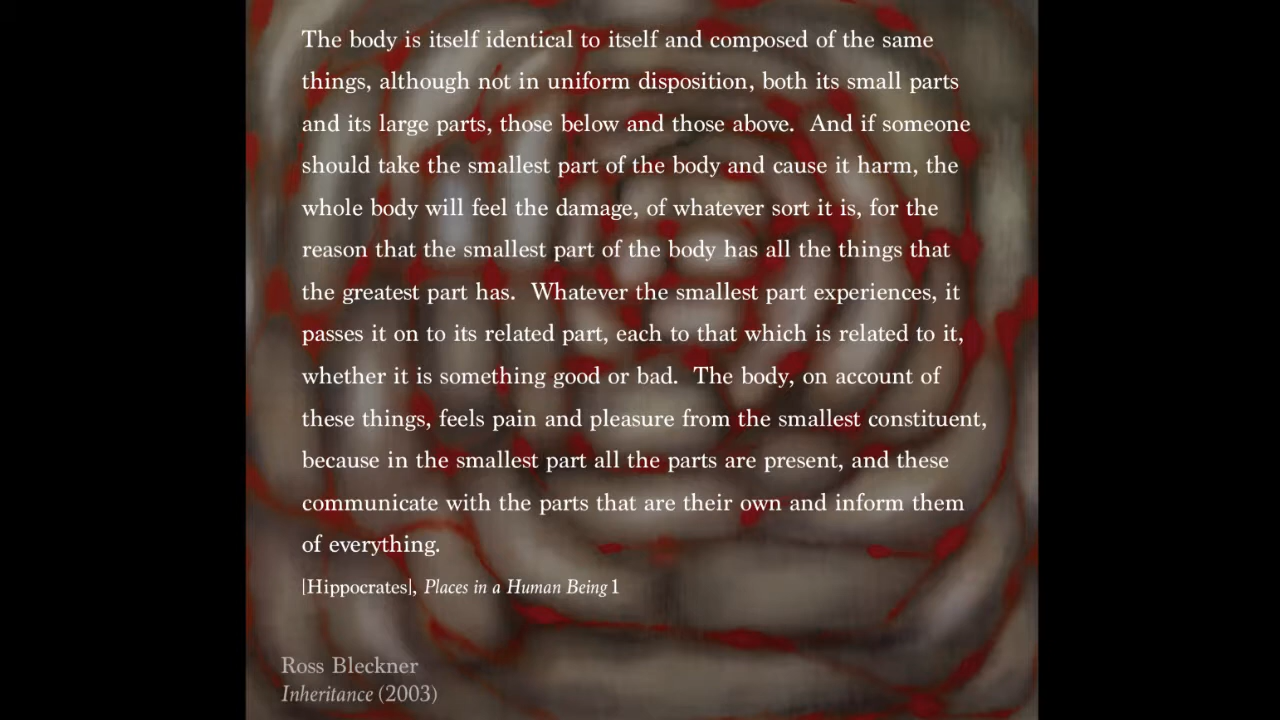 The body is itself identical to itself and composed of the same
things, although not in uniform disposition, both its small parts
and its large parts, those below and those above.  And if someone
should take the smallest part of the body and cause it harm, the
whole body will feel the damage, of whatever sort it is, for the
reason that the smallest part of the body has all the things that
the greatest part has.  Whatever the smallest part experiences, it
passes it on to its related part, each to that which is related to it,
whether it is something good or bad.  The body, on account of
these things, feels pain and pleasure from the smallest constituent,
because in the smallest part all the parts are present, and these
communicate with the parts that are their own and inform them
of everything.
[Hippocrates], Places in a Human Being 1
Ross Bleckner
Inheritance (2003)